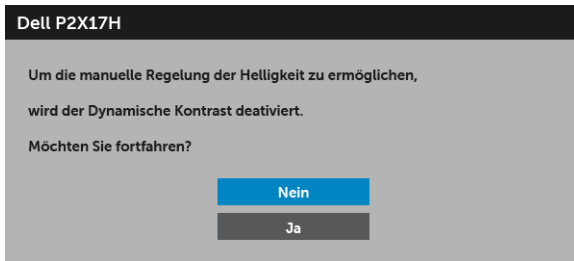 Dell P2X17H
Um die manuelle Regelung der Helligkeit zu ermöglichen,
wird der Dynamische Kontrast deativiert.
Möchten Sie fortfahren?
Nein
Ja